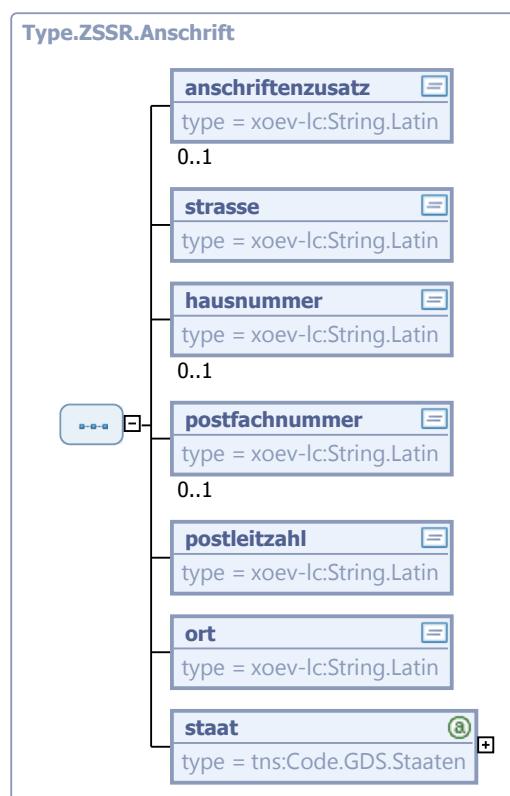 Type.ZSSR.Anschrift
anschriftenzusatz
type = xoev-lc:String.Latin
0..1
strasse
type = xoev-lc:String.Latin
hausnummer
type = xoev-lc:String.Latin
0..1
postfachnummer
type = xoev-lc:String.Latin
0..1
postleitzahl
type = xoev-lc:String.Latin
ort
type = xoev-lc:String.Latin
staat
type = tns:Code.GDS.Staaten